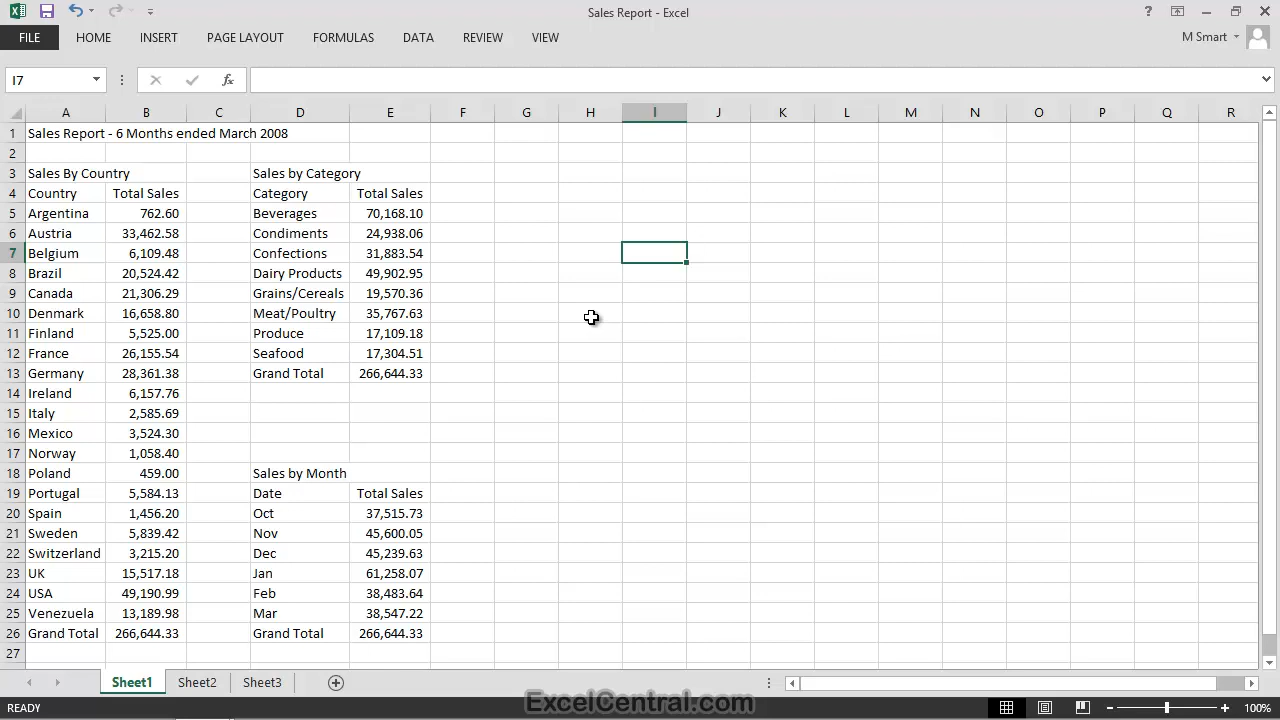 Sales Report - Excel
FILE HOME INSERT PAGE LAYOUT FORMULAS DATA REVIEW VIEW M Smart
I7 fx
A B C D E F G H I J K L M N O P Q R
1 Sales Report - 6 Months ended March 2008
2
3 Sales By Country Sales by Category
4 Country Total Sales Category Total Sales
5 Argentina 762.60 Beverages 70,168.10
6 Austria 33,462.58 Condiments 24,938.06
7 Belgium 6,109.48 Confections 31,883.54
8 Brazil 20,524.42 Dairy Products 49,902.95
9 Canada 21,306.29 Grains/Cereals 19,570.36
10 Denmark 16,658.80 Meat/Poultry 35,767.63
11 Finland 5,525.00 Produce 17,109.18
12 France 26,155.54 Seafood 17,304.51
13 Germany 28,361.38 Grand Total 266,644.33
14 Ireland 6,157.76
15 Italy 2,585.69
16 Mexico 3,524.30
17 Norway 1,058.40
18 Poland 459.00 Sales by Month
19 Portugal 5,584.13 Date Total Sales
20 Spain 1,456.20 Oct 37,515.73
21 Sweden 5,839.42 Nov 45,600.05
22 Switzerland 3,215.20 Dec 45,239.63
23 UK 15,517.18 Jan 61,258.07
24 USA 49,190.99 Feb 38,483.64
25 Venezuela 13,189.98 Mar 38,547.22
26 Grand Total 266,644.33 Grand Total 266,644.33
27
Sheet1 Sheet2 Sheet3
READY ExcelCentral.com 100%